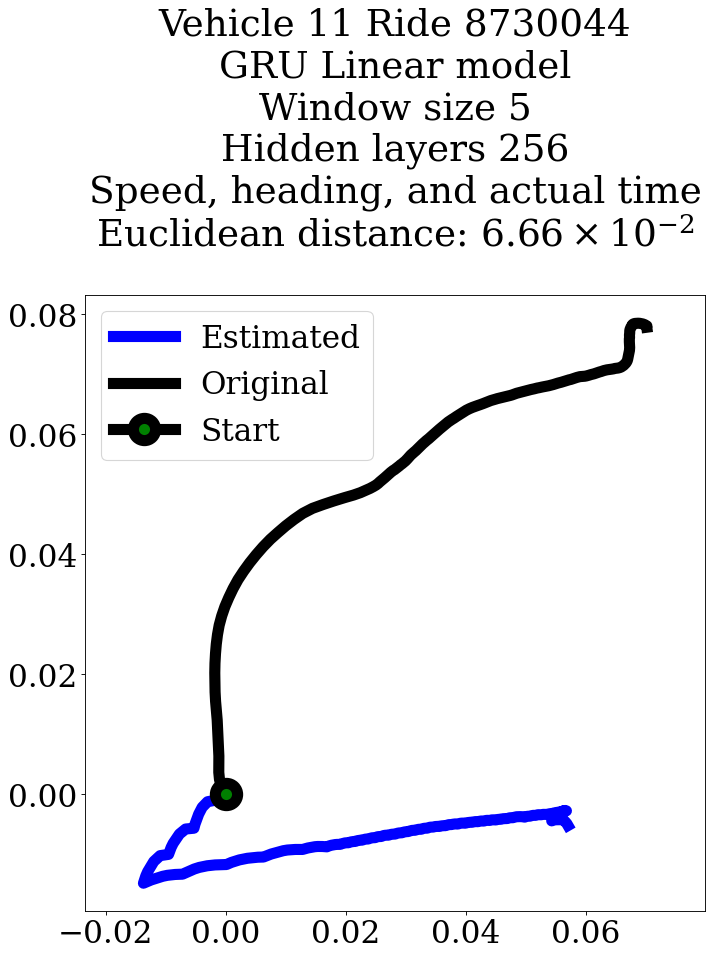 Vehicle 11 Ride 8730044
GRU Linear model
Window size 5
Hidden layers 256
Speed, heading, and actual time
Euclidean distance: 6.66 × 10⁻²
Estimated
Original
Start
0.08
0.06
0.04
0.02
0.00
−0.02 0.00 0.02 0.04 0.06